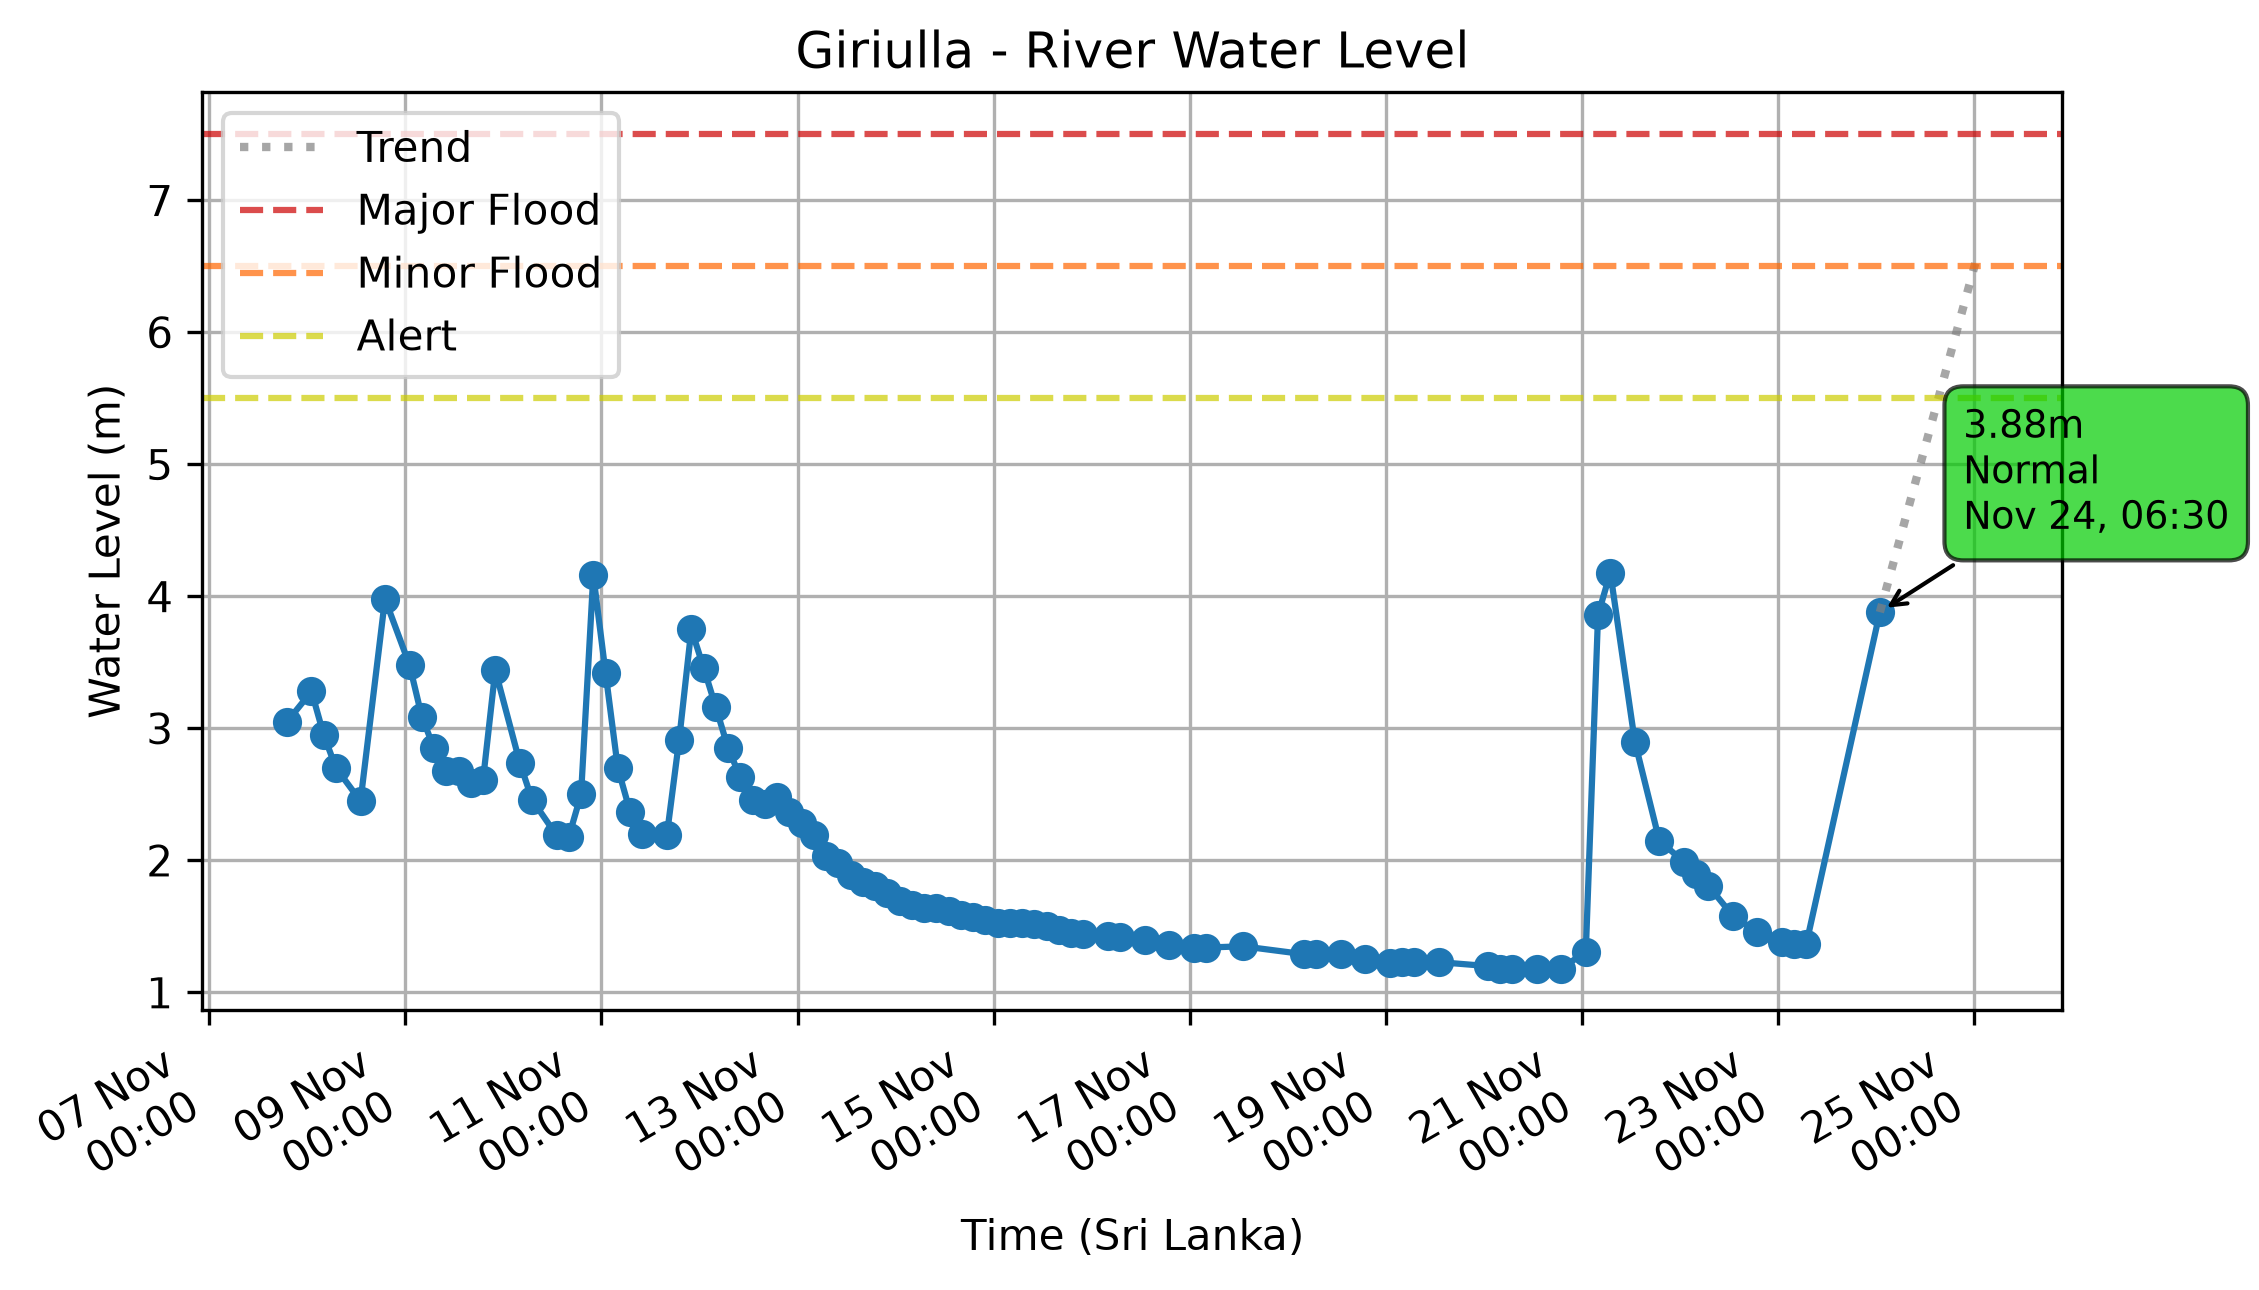 Giriulla - River Water Level
Trend
Major Flood
Minor Flood
Alert
7
6
5
4
3
2
1
Water Level (m)
3.88m
Normal
Nov 24, 06:30
07 Nov
00:00
09 Nov
00:00
11 Nov
00:00
13 Nov
00:00
15 Nov
00:00
17 Nov
00:00
19 Nov
00:00
21 Nov
00:00
23 Nov
00:00
25 Nov
00:00
Time (Sri Lanka)